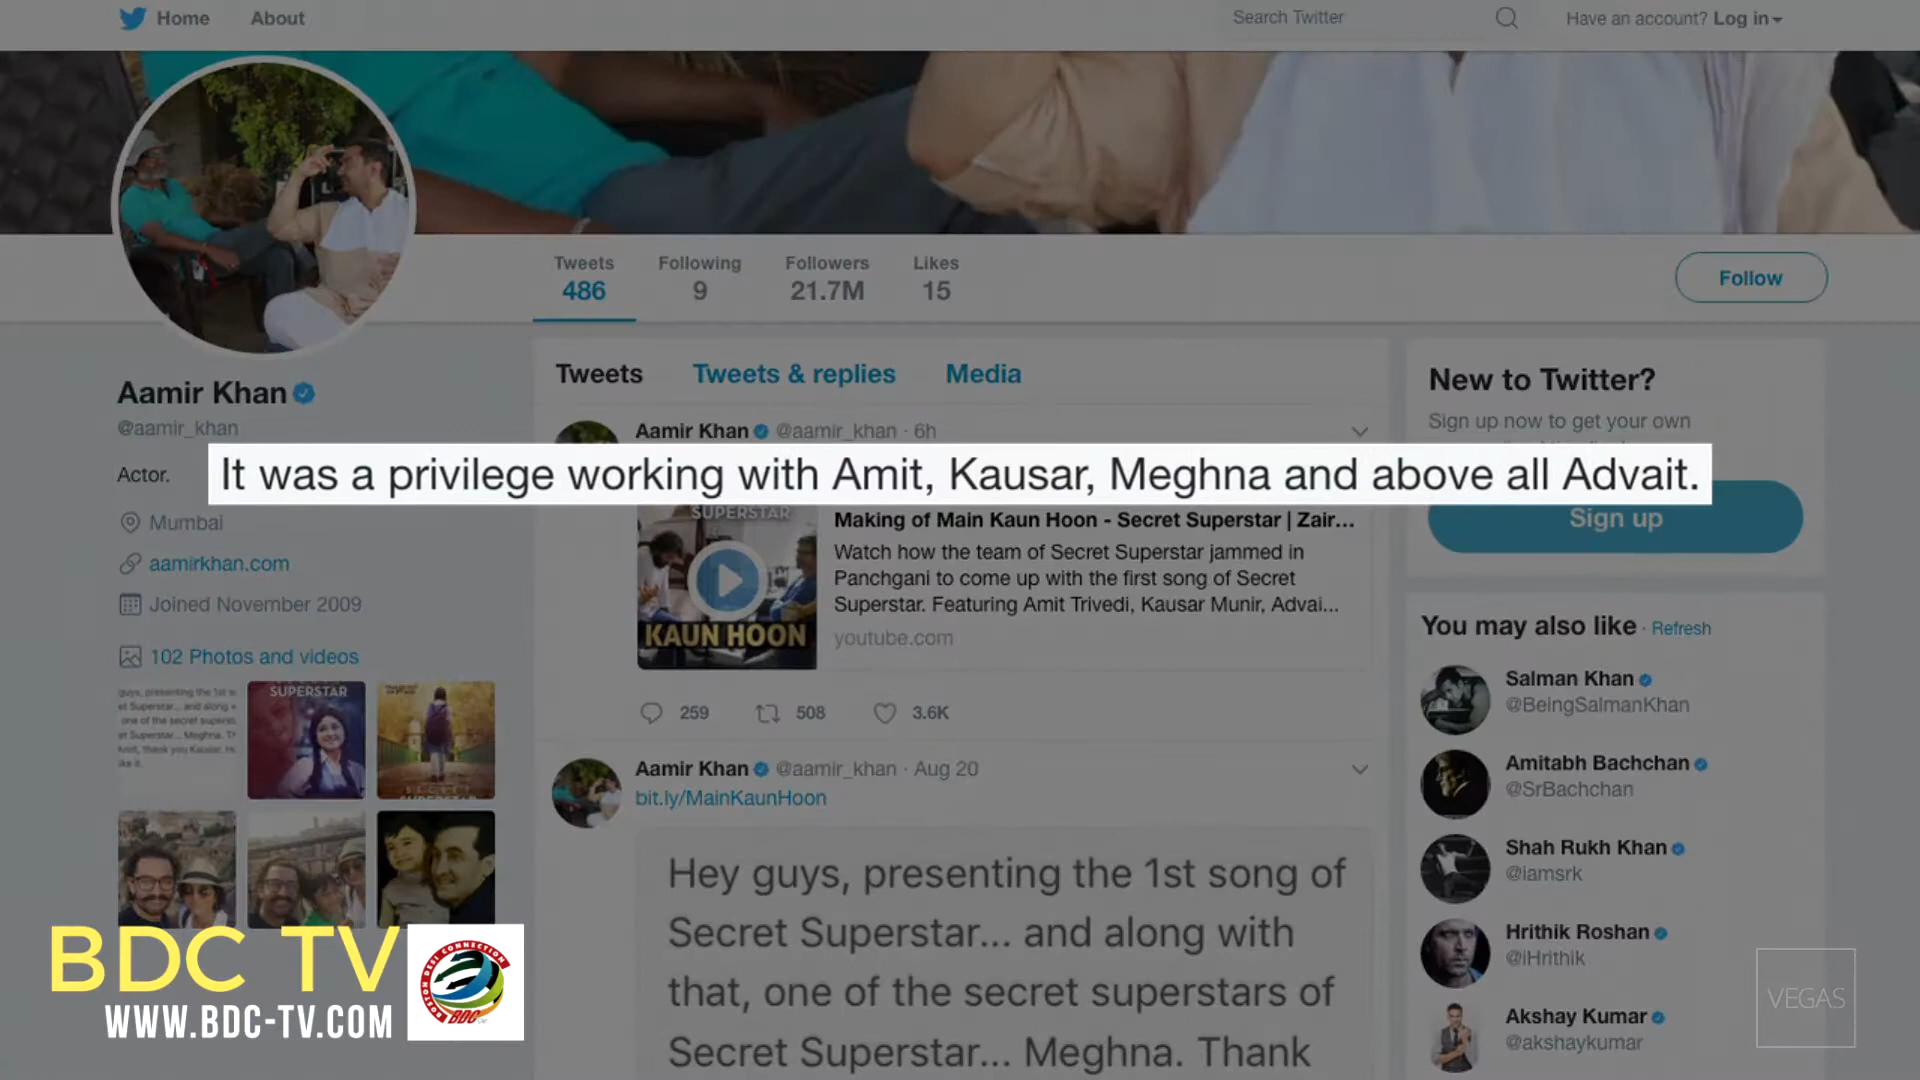 Home About Search Twitter Have an account? Log in
Tweets Following Followers Likes
486 9 21.7M 15
Follow
Aamir Khan
@aamir_khan
Actor.
Mumbai
aamirkhan.com
Joined November 2009
102 Photos and videos
SUPERSTAR
Tweets Tweets & replies Media
Aamir Khan @aamir_khan · 6h
It was a privilege working with Amit, Kausar, Meghna and above all Advait.
SUPERSTAR
KAUN HOON
Making of Main Kaun Hoon - Secret Superstar | Zair...
Watch how the team of Secret Superstar jammed in
Panchgani to come up with the first song of Secret
Superstar. Featuring Amit Trivedi, Kausar Munir, Advai...
youtube.com
259 508 3.6K
Aamir Khan @aamir_khan · Aug 20
bit.ly/MainKaunHoon
Hey guys, presenting the 1st song of
Secret Superstar... and along with
that, one of the secret superstars of
Secret Superstar... Meghna. Thank
New to Twitter?
Sign up now to get your own
Sign up
You may also like · Refresh
Salman Khan
@BeingSalmanKhan
Amitabh Bachchan
@SrBachchan
Shah Rukh Khan
@iamsrk
Hrithik Roshan
@iHrithik
Akshay Kumar
@akshaykumar
BDC TV
WWW.BDC-TV.COM
BOSTON DESI CONNECTION
BDC
VEGAS